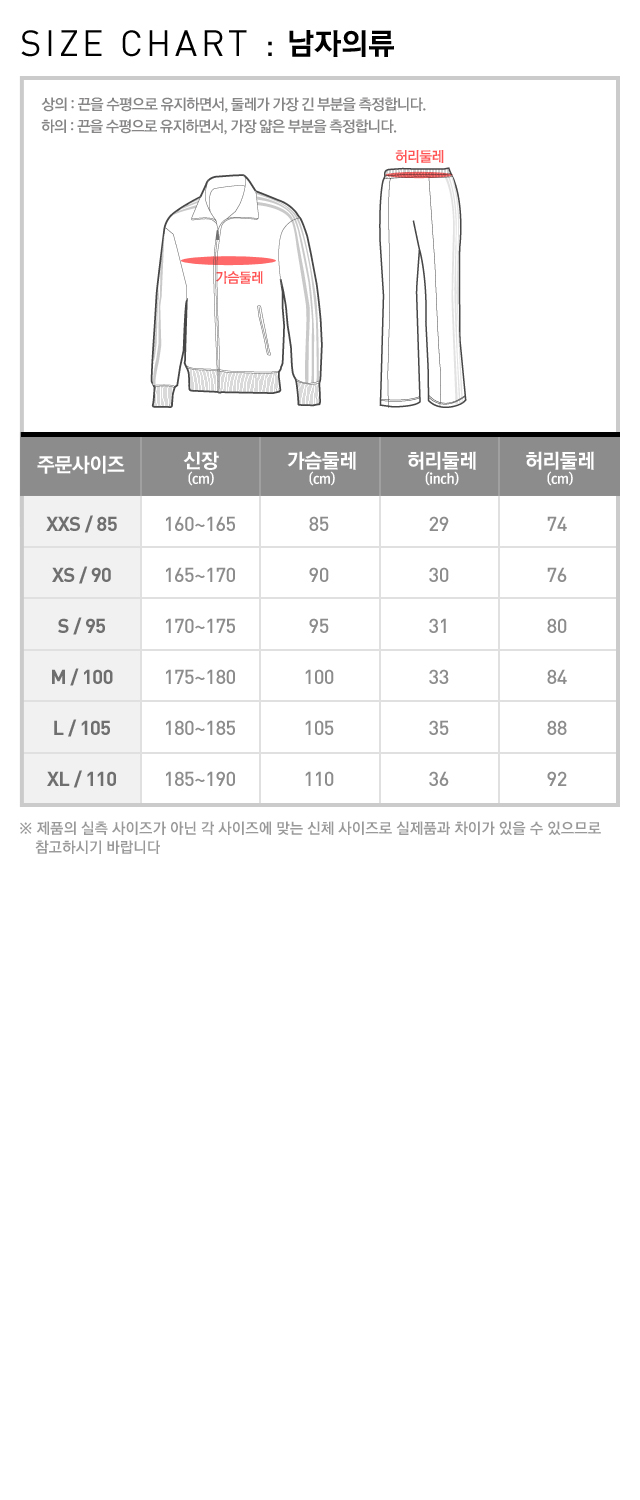 SIZE CHART : 남자의류
상의 : 끈을 수평으로 유지하면서, 둘레가 가장 긴 부분을 측정합니다.
하의 : 끈을 수평으로 유지하면서, 가장 얇은 부분을 측정합니다.
허리둘레
가슴둘레
주문사이즈 신장 (cm) 가슴둘레 (cm) 허리둘레 (inch) 허리둘레 (cm)
XXS / 85 160~165 85 29 74
XS / 90 165~170 90 30 76
S / 95 170~175 95 31 80
M / 100 175~180 100 33 84
L / 105 180~185 105 35 88
XL / 110 185~190 110 36 92
※ 제품의 실측 사이즈가 아닌 각 사이즈에 맞는 신체 사이즈로 실제품과 차이가 있을 수 있으므로
참고하시기 바랍니다